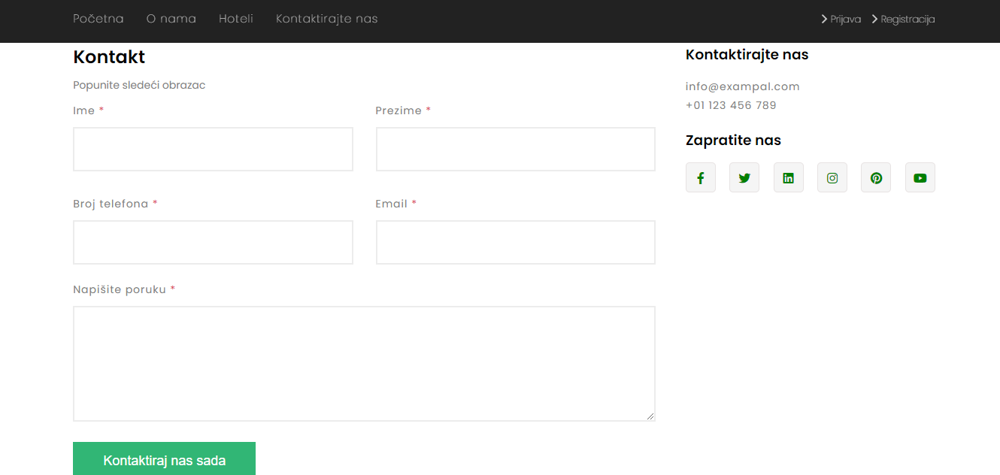 Početna O nama Hoteli Kontaktirajte nas Prijava Registracija
Kontakt
Popunite sledeći obrazac
Ime * Prezime *
Broj telefona * Email *
Napišite poruku *
Kontaktiraj nas sada
Kontaktirajte nas
info@exampal.com
+01 123 456 789
Zapratite nas